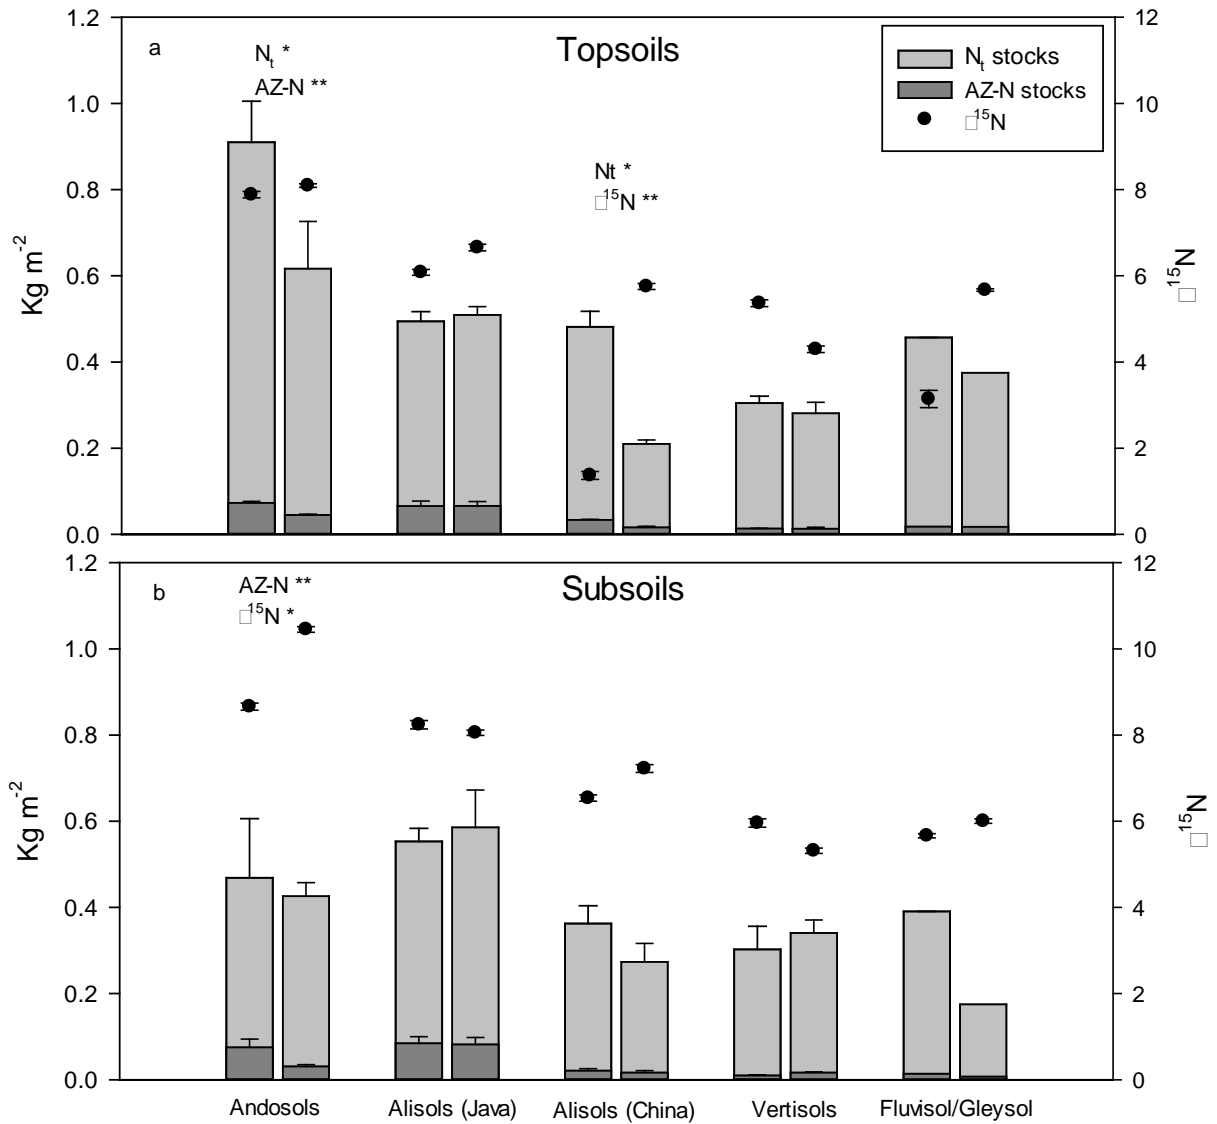 a
Topsoils
Nt *
AZ-N **
Nt stocks
AZ-N stocks
□15N
Nt *
□15N **
1.2
1.0
0.8
0.6
0.4
0.2
0.0
Kg m-2
12
10
8
6
4
2
0
□15N
b
Subsoils
AZ-N **
□15N *
1.2
1.0
0.8
0.6
0.4
0.2
0.0
Kg m-2
12
10
8
6
4
2
0
□15N
Andosols
Alisols (Java)
Alisols (China)
Vertisols
Fluvisol/Gleysol